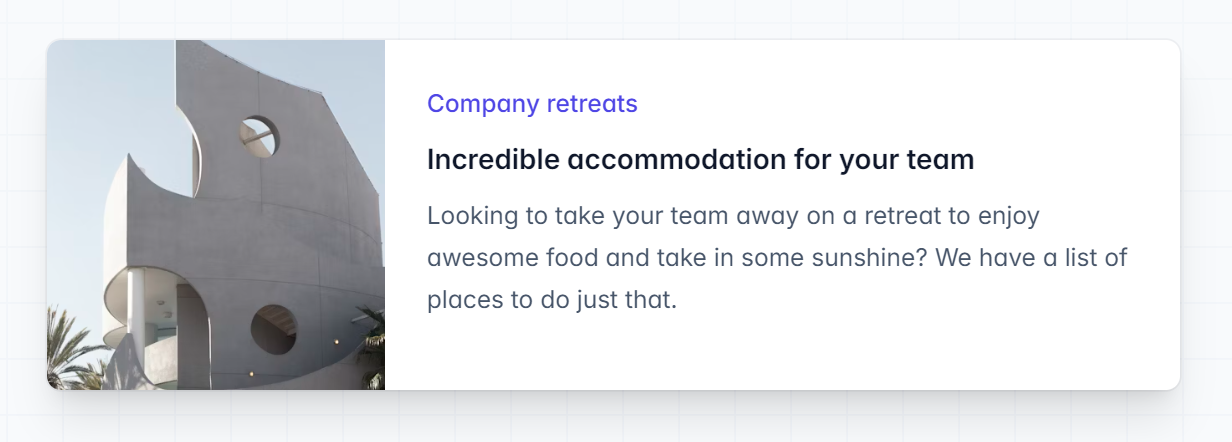 Company retreats
Incredible accommodation for your team
Looking to take your team away on a retreat to enjoy
awesome food and take in some sunshine? We have a list of
places to do just that.